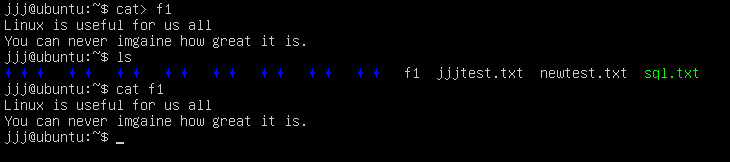 jjj@ubuntu:~$ cat> f1
Linux is useful for us all
You can never imgaine how great it is.
jjj@ubuntu:~$ ls
♦♦♦  ♦♦  ♦♦  ♦♦  ♦♦  ♦♦  ♦♦  ♦♦  f1  jjjtest.txt  newtest.txt  sql.txt
jjj@ubuntu:~$ cat f1
Linux is useful for us all
You can never imgaine how great it is.
jjj@ubuntu:~$ _